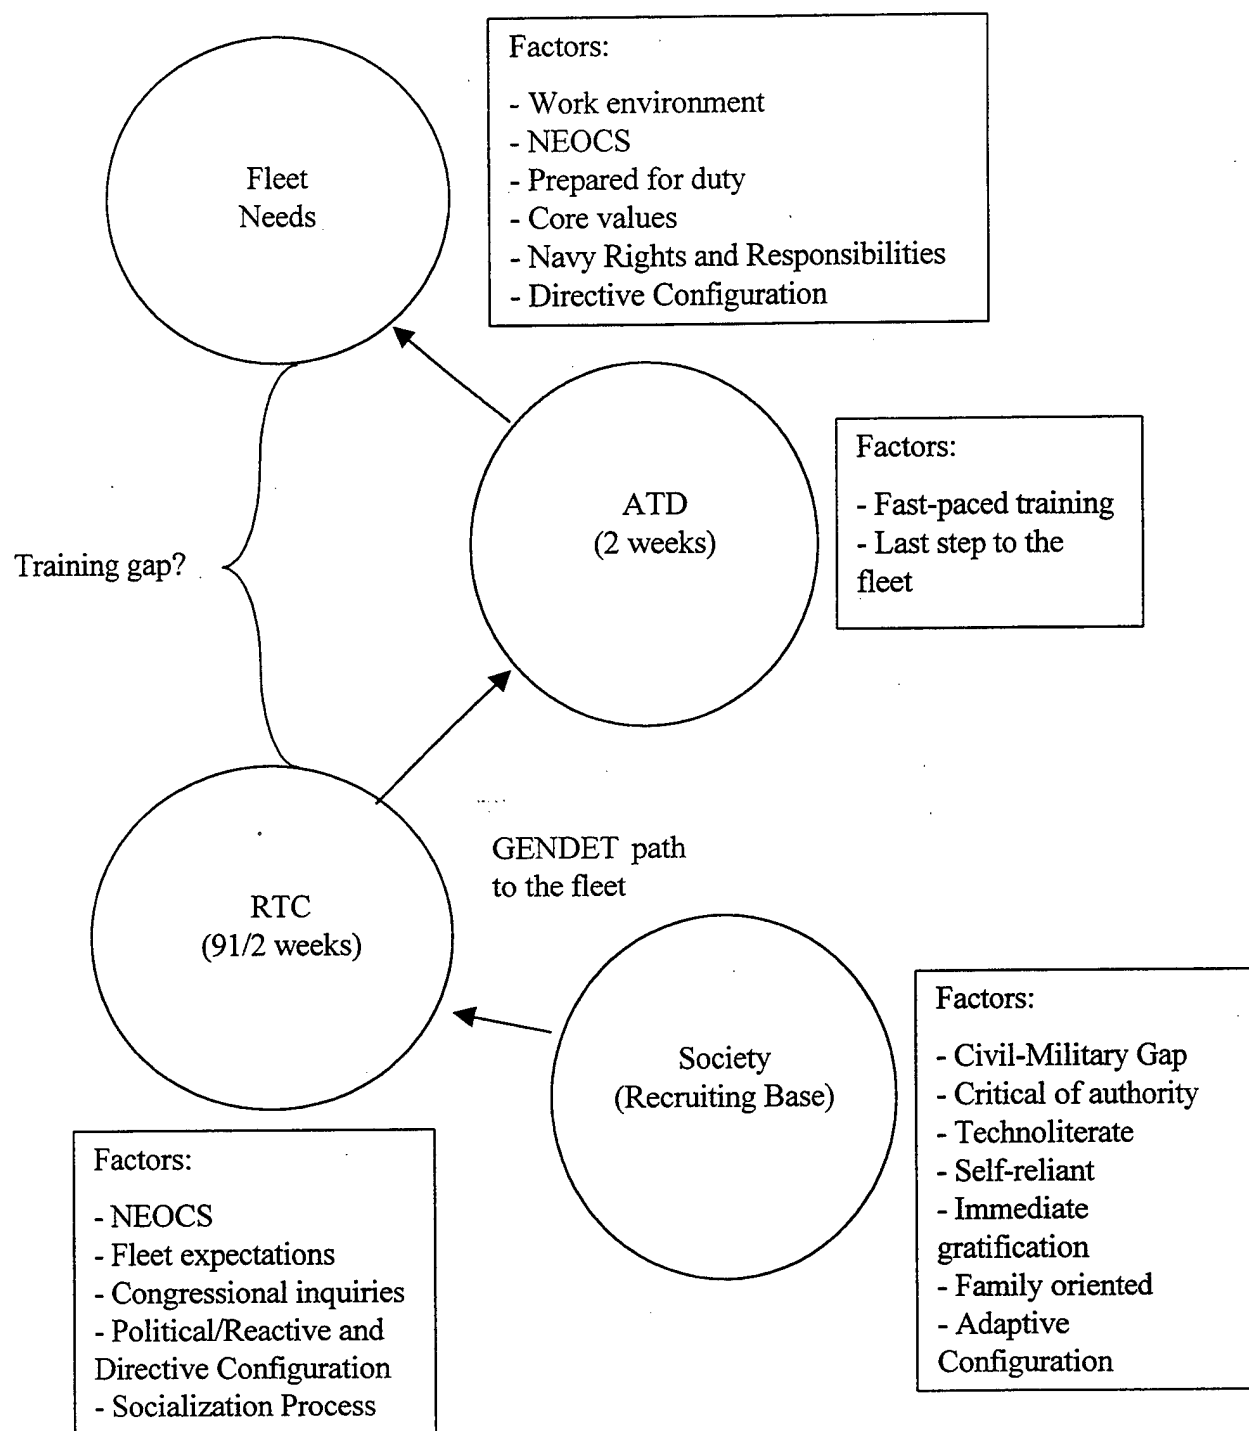 Fleet
Needs
Factors:
- Work environment
- NEOCS
- Prepared for duty
- Core values
- Navy Rights and Responsibilities
- Directive Configuration
ATD
(2 weeks)
Factors:
- Fast-paced training
- Last step to the
fleet
Training gap?
RTC
(91/2 weeks)
GENDET path
to the fleet
Society
(Recruiting Base)
Factors:
- Civil-Military Gap
- Critical of authority
- Technoliterate
- Self-reliant
- Immediate
gratification
- Family oriented
- Adaptive
Configuration
Factors:
- NEOCS
- Fleet expectations
- Congressional inquiries
- Political/Reactive and
Directive Configuration
- Socialization Process